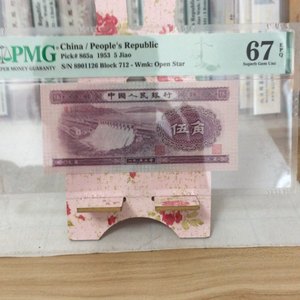 PMG
PAPER MONEY GUARANTY
China / People's Republic
Pick# 865a 1953 5 Jiao
S/N 8901126 Block 712 - Wmk: Open Star
67 EPQ
Superb Gem Unc
中国人民银行
伍角